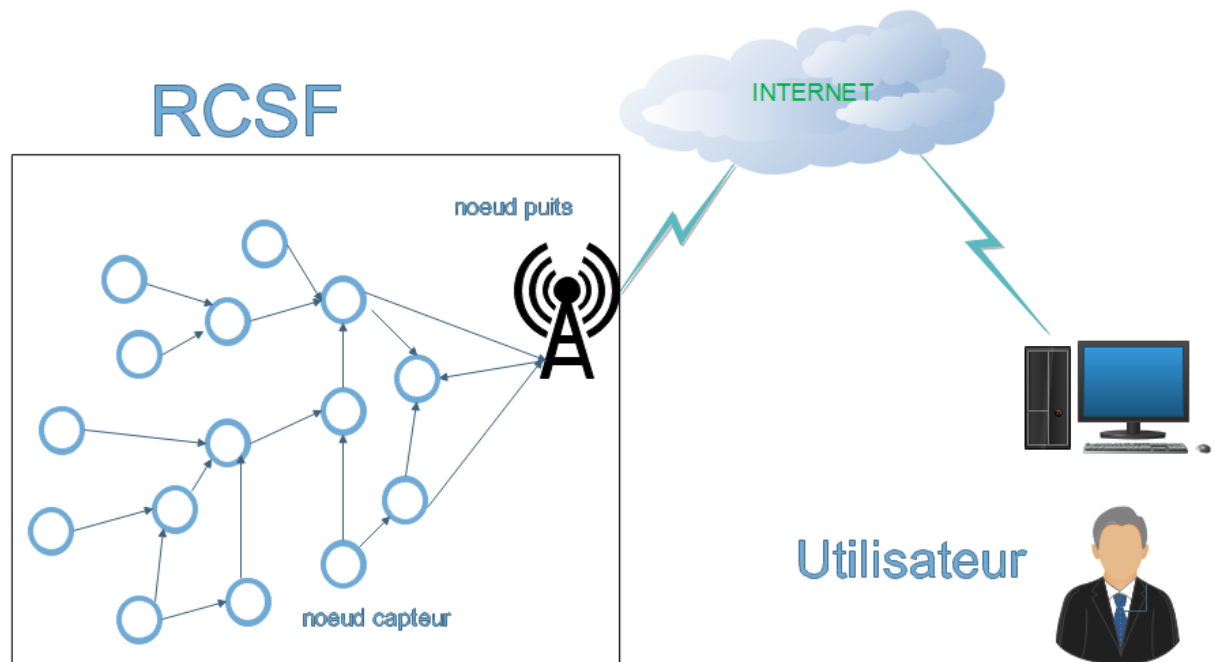 RCSF
INTERNET
noeud puits
noeud capteur
Utilisateur